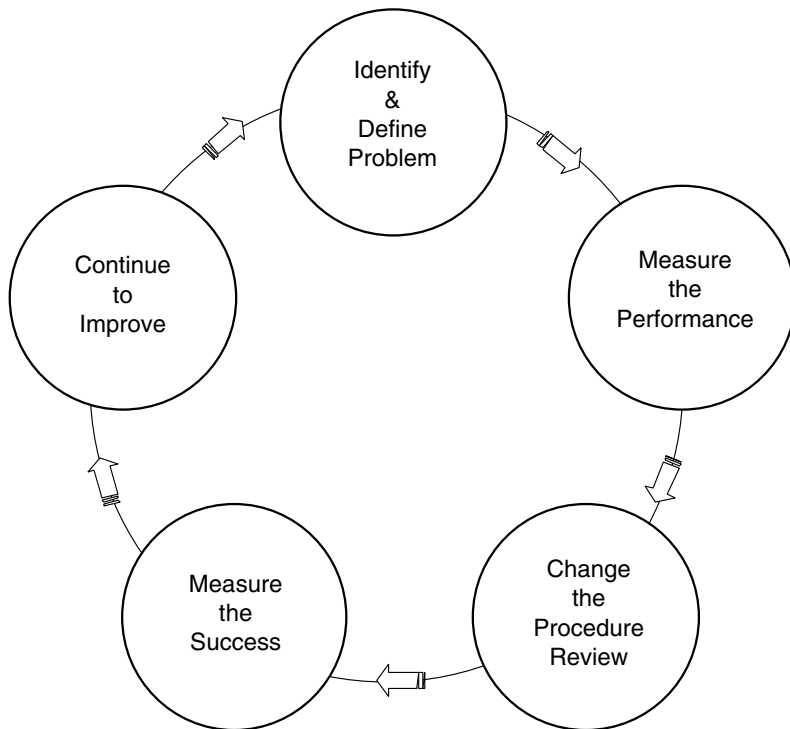 Identify
&
Define
Problem
Measure
the
Performance
Change
the
Procedure
Review
Measure
the
Success
Continue
to
Improve